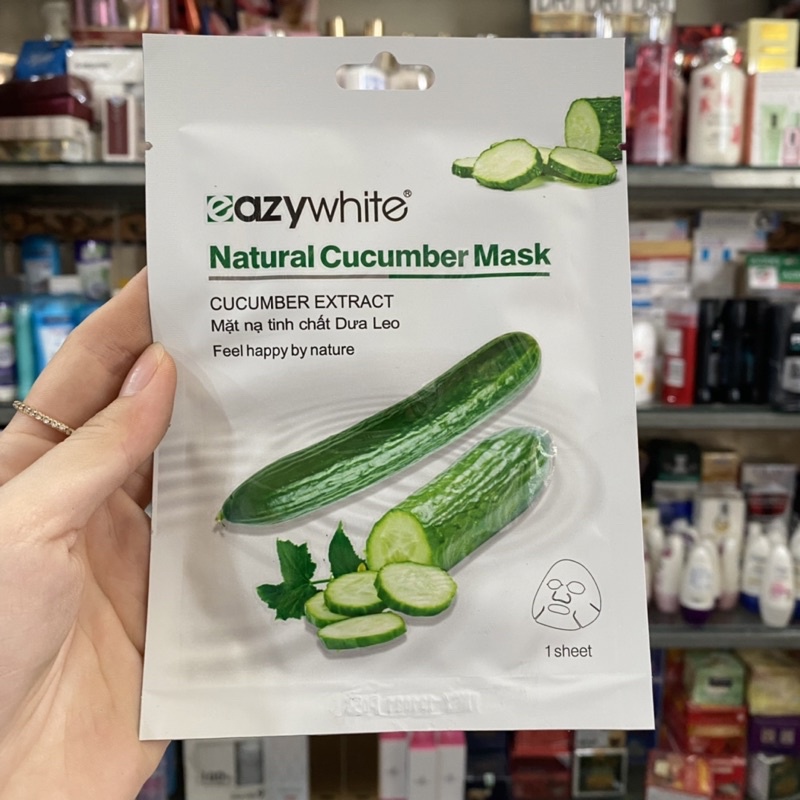 eazywhite®
Natural Cucumber Mask
CUCUMBER EXTRACT
Mặt nạ tinh chất Dưa Leo
Feel happy by nature
1 sheet